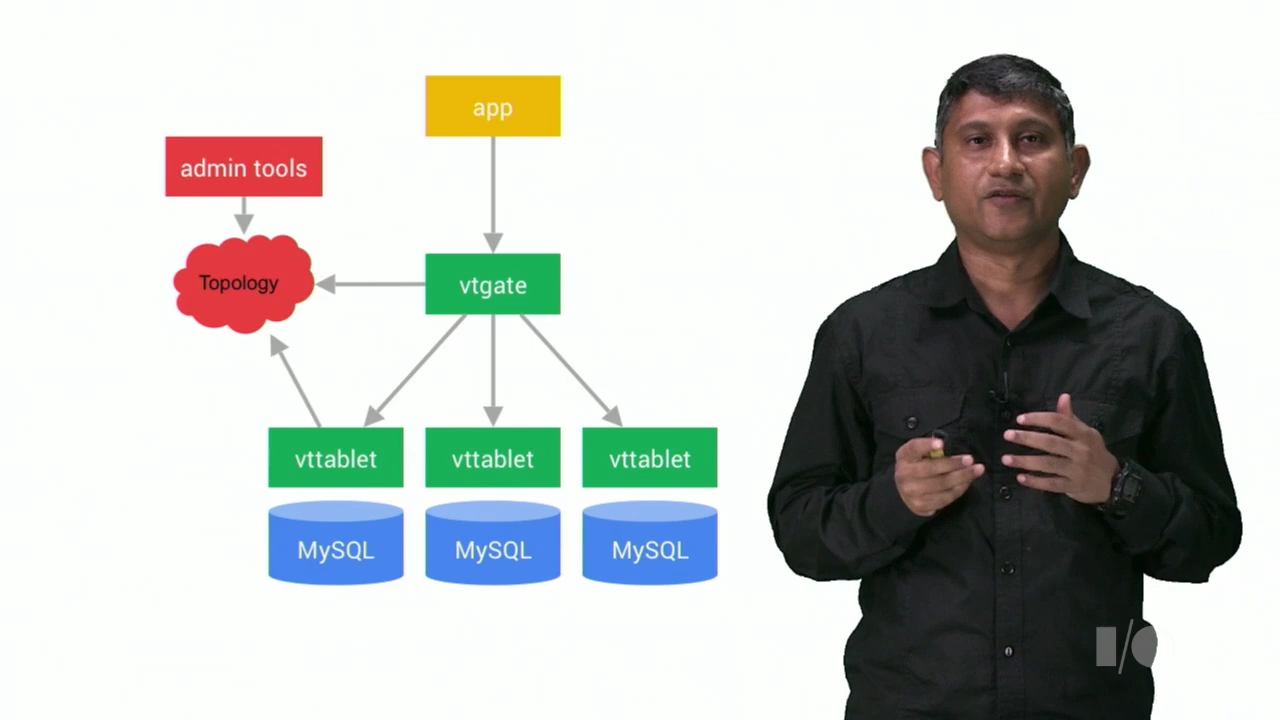 app
admin tools
Topology
vtgate
vttablet
vttablet
vttablet
MySQL
MySQL
MySQL
I/O